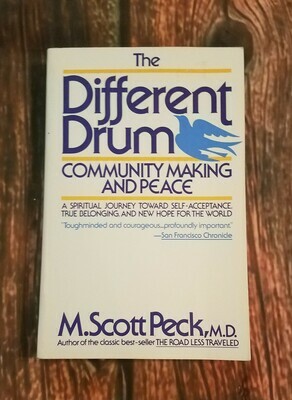 The
Different
Drum
COMMUNITY MAKING
AND PEACE
A SPIRITUAL JOURNEY TOWARD SELF-ACCEPTANCE,
TRUE BELONGING, AND NEW HOPE FOR THE WORLD
"Toughminded and courageous...profoundly important."
—San Francisco Chronicle
M. Scott Peck, M.D.
Author of the classic best-seller THE ROAD LESS TRAVELED